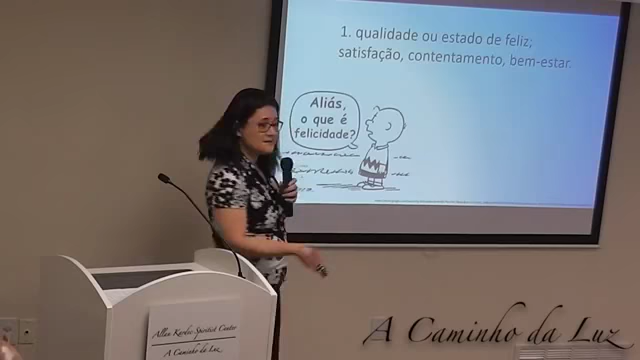 1. qualidade ou estado de feliz;
satisfação, contentamento, bem-estar.
Aliás,
o que é
felicidade?
Allan Kardec Spiritist Center
A Caminho da Luz
A Caminho da Luz